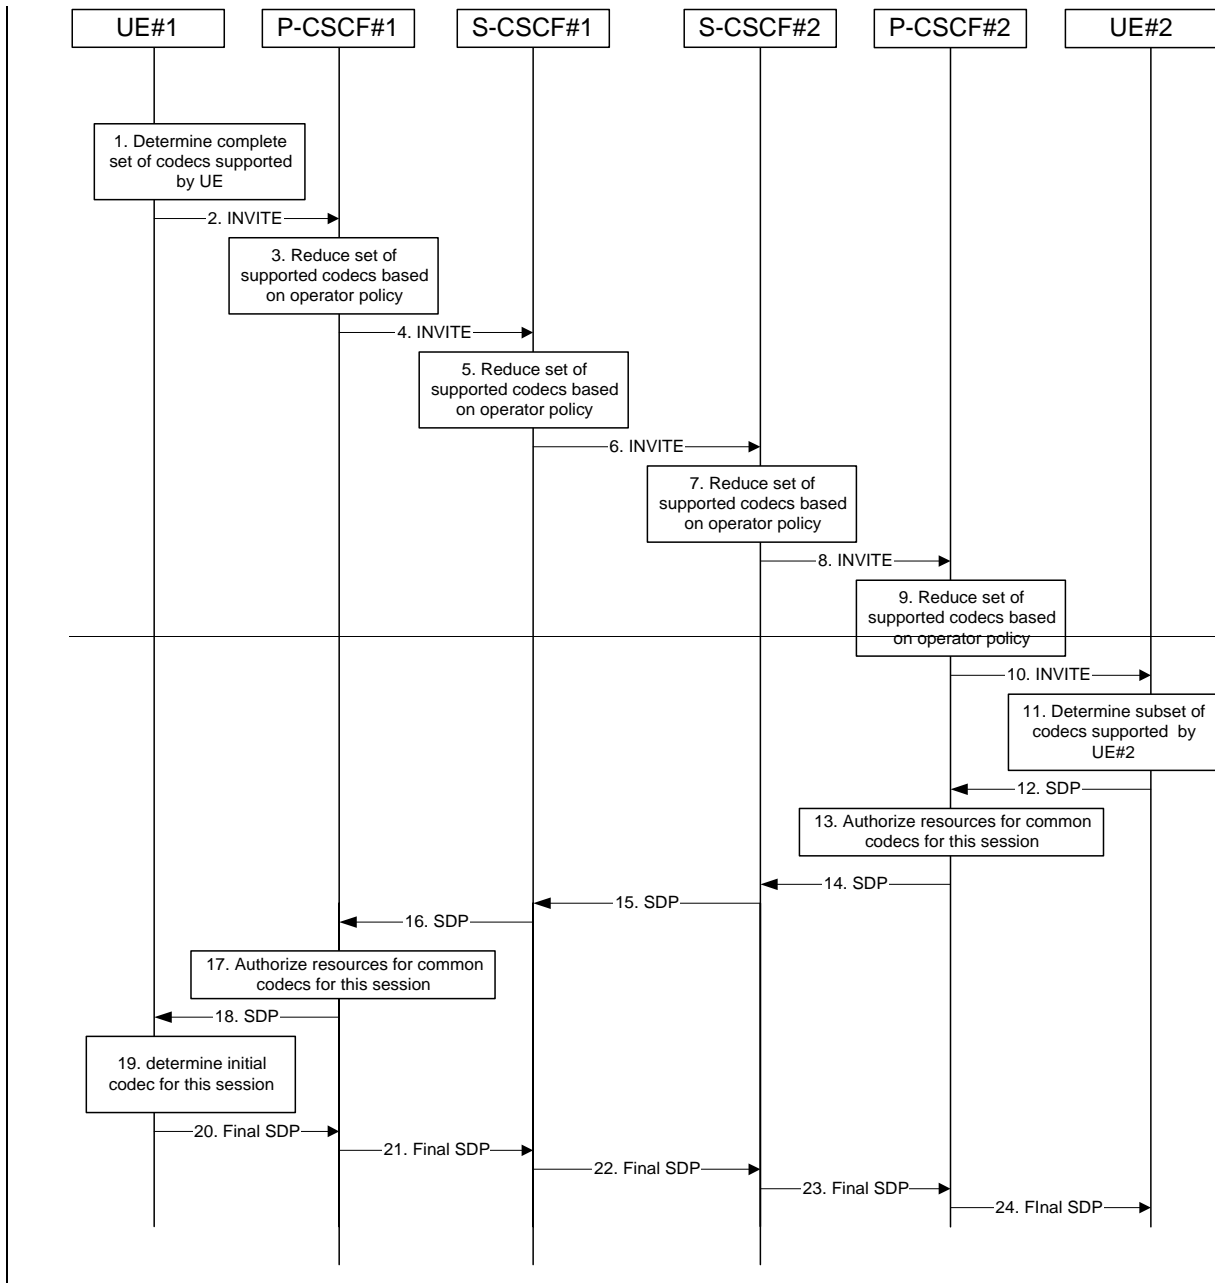 UE#1
P-CSCF#1
S-CSCF#1
S-CSCF#2
P-CSCF#2
UE#2
1. Determine complete
set of codecs supported
by UE
2. INVITE
3. Reduce set of
supported codecs based
on operator policy
4. INVITE
5. Reduce set of
supported codecs based
on operator policy
6. INVITE
7. Reduce set of
supported codecs based
on operator policy
8. INVITE
9. Reduce set of
supported codecs based
on operator policy
10. INVITE
11. Determine subset of
codecs supported by
UE#2
12. SDP
13. Authorize resources for common
codecs for this session
14. SDP
15. SDP
16. SDP
17. Authorize resources for common
codecs for this session
18. SDP
19. determine initial
codec for this session
20. Final SDP
21. Final SDP
22. Final SDP
23. Final SDP
24. FInal SDP